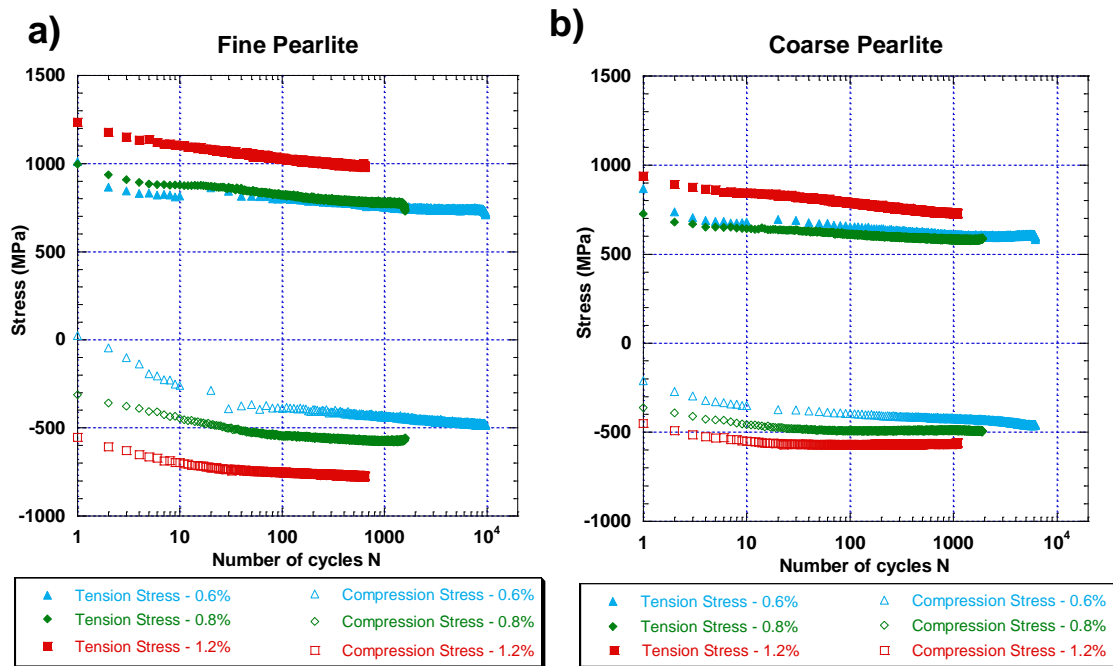 a)
Fine Pearlite
1500
1000
500
0
-500
-1000
Stress (MPa)
1 10 100 1000 10⁴
Number of cycles N
Tension Stress - 0.6% Compression Stress - 0.6%
Tension Stress - 0.8% Compression Stress - 0.8%
Tension Stress - 1.2% Compression Stress - 1.2%
b)
Coarse Pearlite
1500
1000
500
0
-500
-1000
Stress (MPa)
1 10 100 1000 10⁴
Number of cycles N
Tension Stress - 0.6% Compression Stress - 0.6%
Tension Stress - 0.8% Compression Stress - 0.8%
Tension Stress - 1.2% Compression Stress - 1.2%